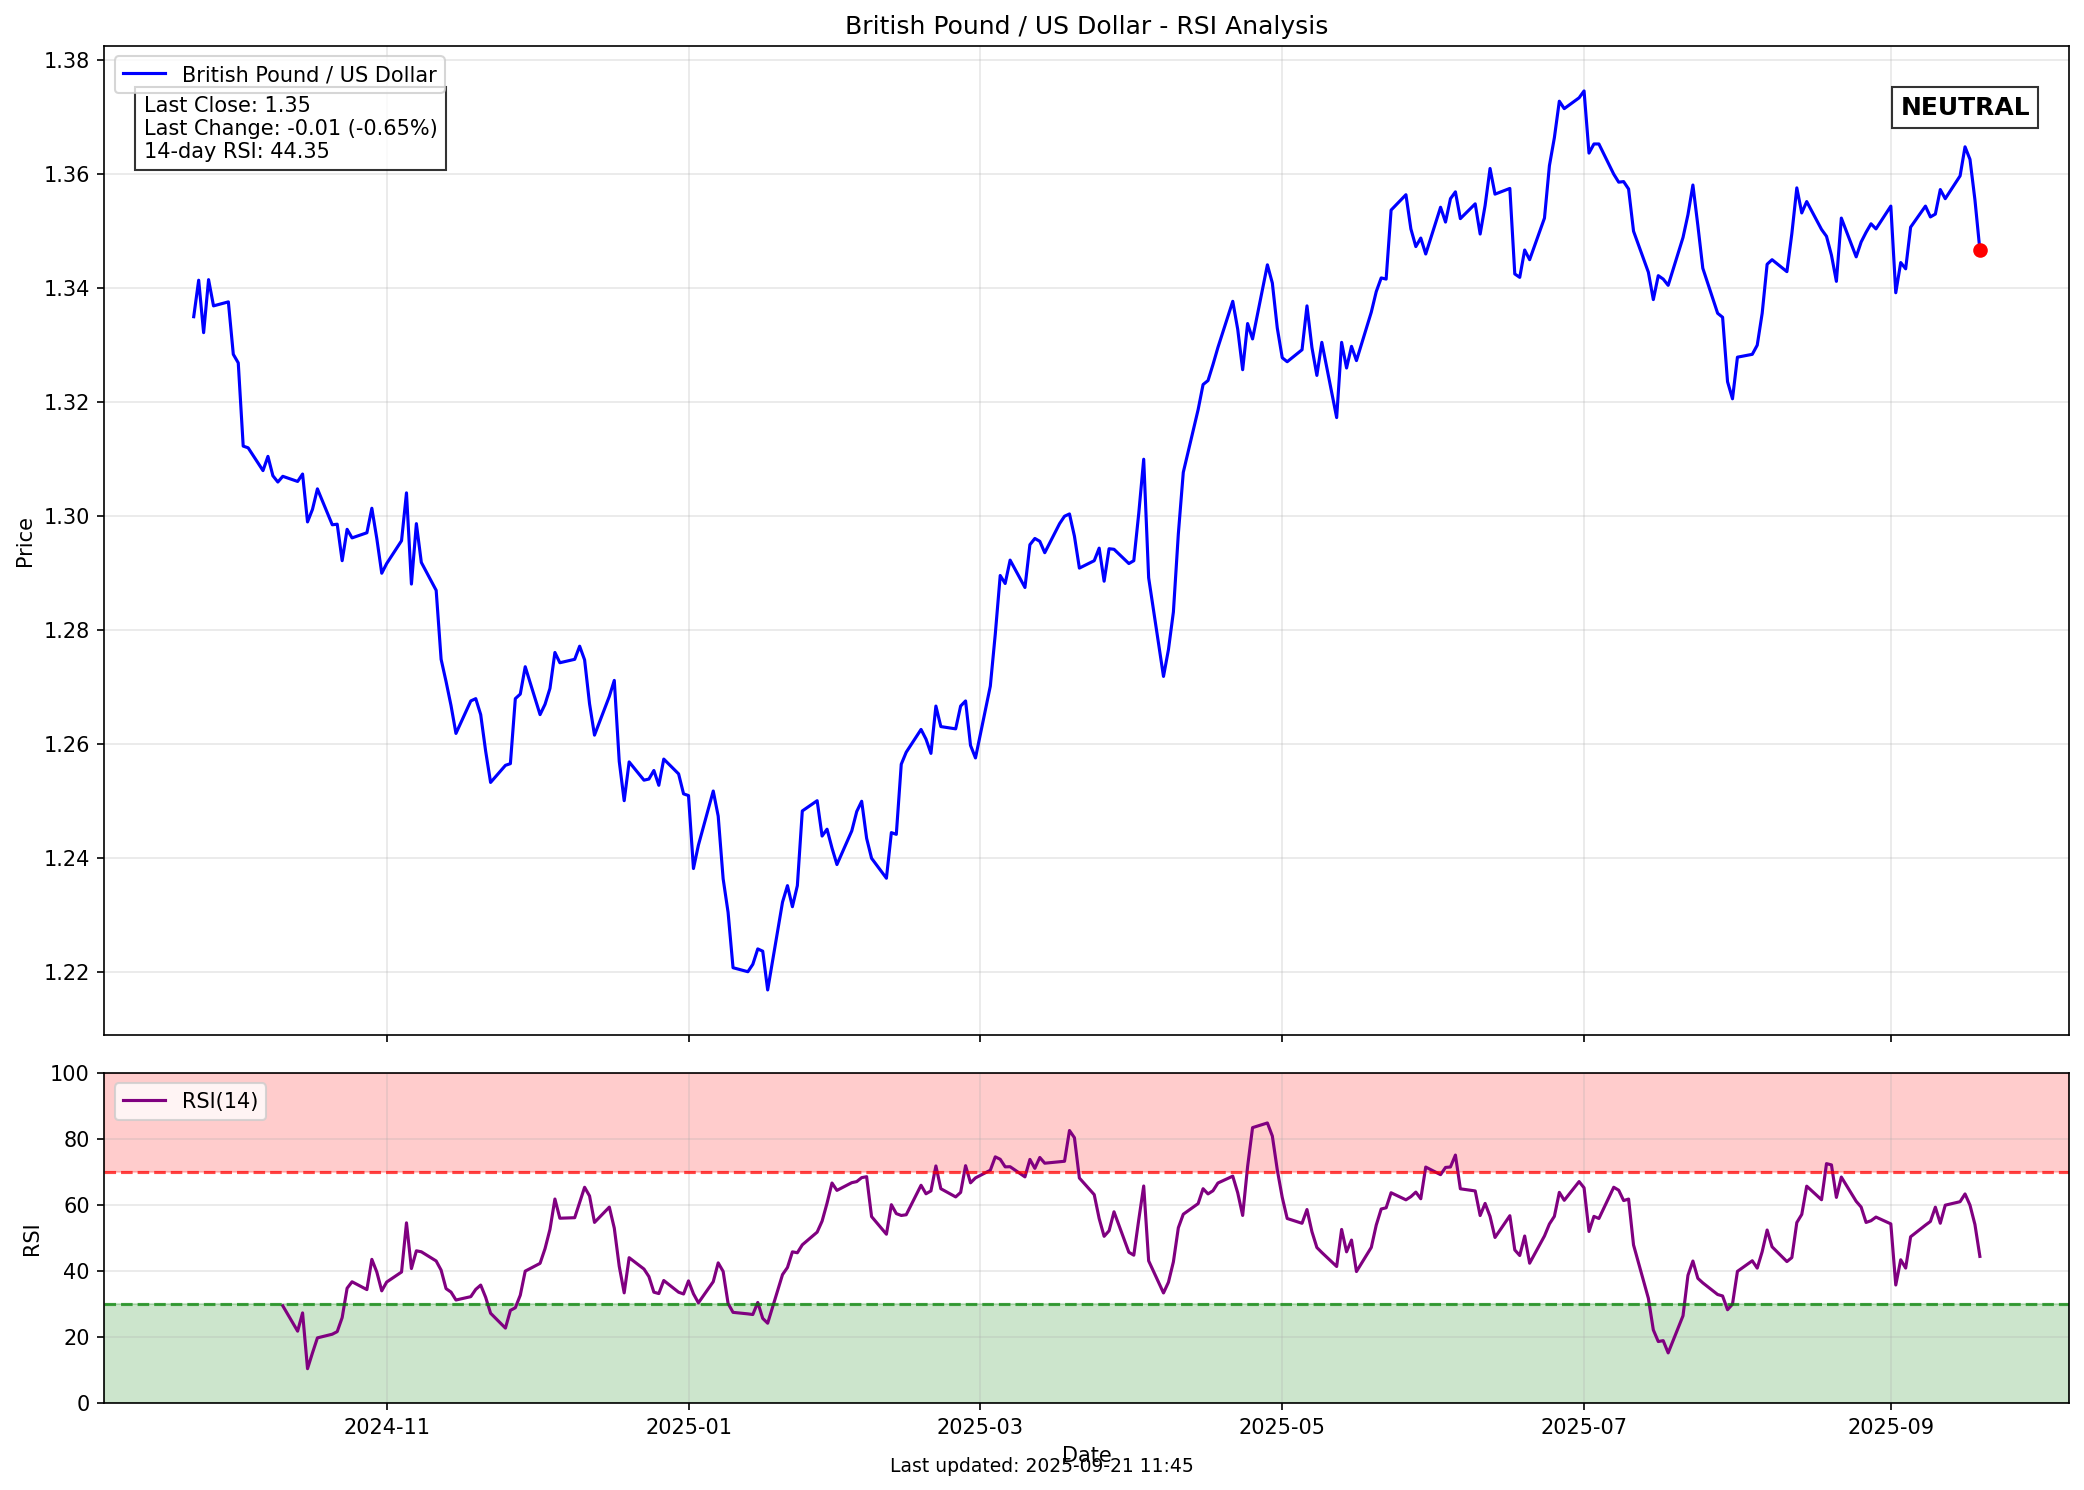 British Pound / US Dollar - RSI Analysis
British Pound / US Dollar
Last Close: 1.35
Last Change: -0.01 (-0.65%)
14-day RSI: 44.35
NEUTRAL
Price
1.38
1.36
1.34
1.32
1.30
1.28
1.26
1.24
1.22
RSI(14)
RSI
100
80
60
40
20
0
2024-11
2025-01
2025-03
2025-05
2025-07
2025-09
Date
Last updated: 2025-09-21 11:45